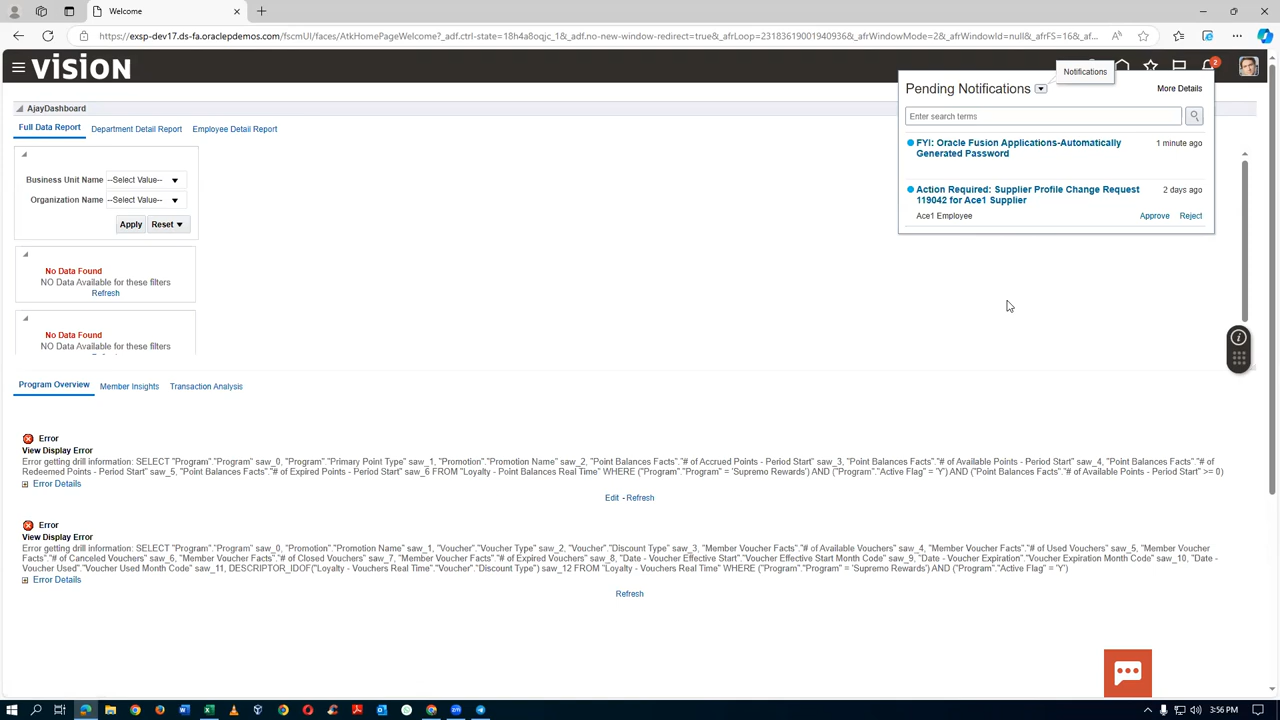 Welcome
https://exsp-dev17.ds-fa.oraclepdemos.com/fscmUI/faces/AtkHomePageWelcome?_adf.ctrl-state=18h4a8oqjc_1&_adf.no-new-window-redirect=true&_afrLoop=231836190019409​36&_afrWindowMode=2&_afrWindowId=null&_afrFS=16&_af...
vision
2
Notifications
Pending Notifications
More Details
Enter search terms
FYI: Oracle Fusion Applications-Automatically
Generated Password
1 minute ago
Action Required: Supplier Profile Change Request
119042 for Ace1 Supplier
2 days ago
Ace1 Employee
Approve
Reject
AjayDashboard
Full Data Report
Department Detail Report
Employee Detail Report
Business Unit Name
--Select Value--
Organization Name
--Select Value--
Apply
Reset
No Data Found
NO Data Available for these filters
Refresh
No Data Found
NO Data Available for these filters
Program Overview
Member Insights
Transaction Analysis
Error
View Display Error
Error getting drill information: SELECT "Program"."Program" saw_0, "Program"."Primary Point Type" saw_1, "Promotion"."Promotion Name" saw_2, "Point Balances Facts"."# of Accrued Points - Period Start" saw_3, "Point Balances Facts"."# of Available Points - Period Start" saw_4, "Point Balances Facts"."# of
Redeemed Points - Period Start" saw_5, "Point Balances Facts"."# of Expired Points - Period Start" saw_6 FROM "Loyalty - Point Balances Real Time" WHERE ("Program"."Program" = 'Supremo Rewards') AND ("Program"."Active Flag" = 'Y') AND ("Point Balances Facts"."# of Available Points - Period Start" >= 0)
Error Details
Edit -Refresh
Error
View Display Error
Error getting drill information: SELECT "Program"."Program" saw_0, "Promotion"."Promotion Name" saw_1, "Voucher"."Voucher Type" saw_2, "Voucher"."Discount Type" saw_3, "Member Voucher Facts"."# of Available Vouchers" saw_4, "Member Voucher Facts"."# of Used Vouchers" saw_5, "Member Voucher
Facts"."# of Canceled Vouchers" saw_6, "Member Voucher Facts"."# of Closed Vouchers" saw_7, "Member Voucher Facts"."# of Expired Vouchers" saw_8, "Date - Voucher Effective Start"."Voucher Effective Start Month Code" saw_9, "Date - Voucher Expiration"."Voucher Expiration Month Code" saw_10, "Date -
Voucher Used"."Voucher Used Month Code" saw_11, DESCRIPTOR_IDOF("Loyalty - Vouchers Real Time"."Voucher"."Discount Type") saw_12 FROM "Loyalty - Vouchers Real Time" WHERE ("Program"."Program" = 'Supremo Rewards') AND ("Program"."Active Flag" = 'Y')
Error Details
Refresh
3:56 PM